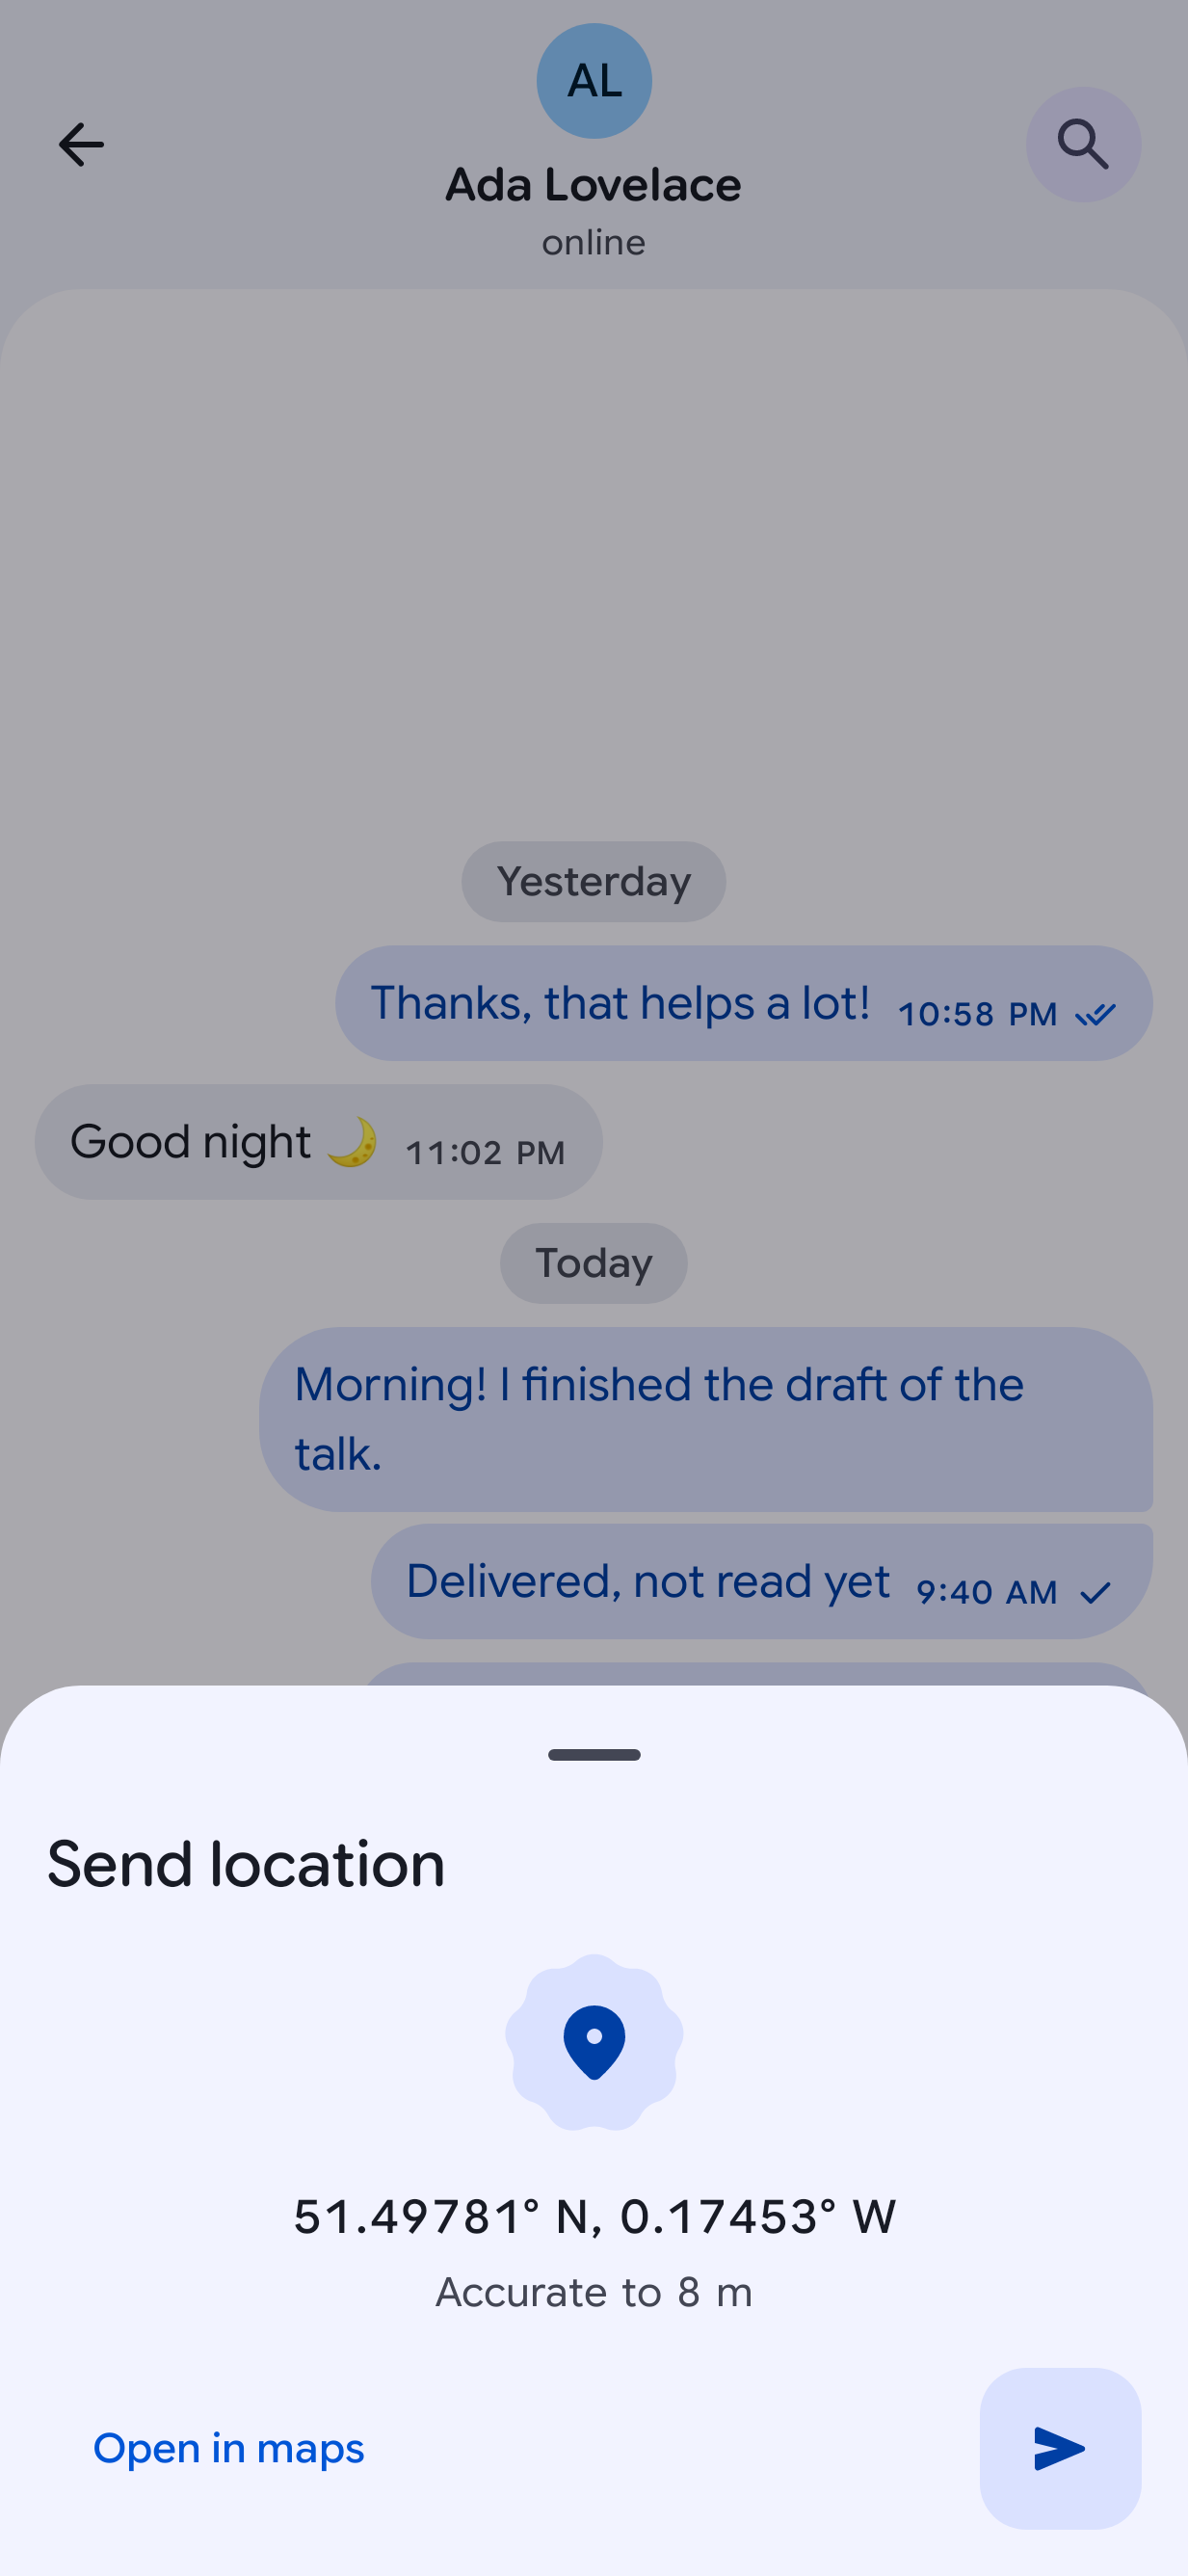 AL
Ada Lovelace
online
Yesterday
Thanks, that helps a lot! 10:58 PM
Good night 🌙 11:02 PM
Today
Morning! I finished the draft of the
talk.
Delivered, not read yet 9:40 AM
Send location
51.49781° N, 0.17453° W
Accurate to 8 m
Open in maps